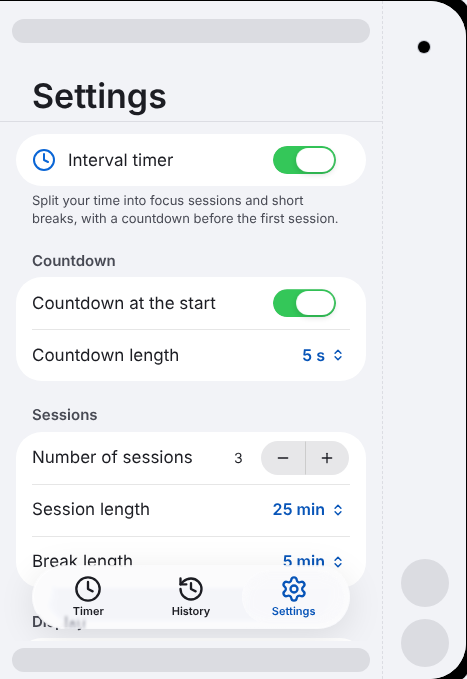 Settings
Interval timer
Split your time into focus sessions and short
breaks, with a countdown before the first session.
Countdown
Countdown at the start
Countdown length 5 s
Sessions
Number of sessions 3 − +
Session length 25 min
Break length 5 min
Timer History Settings